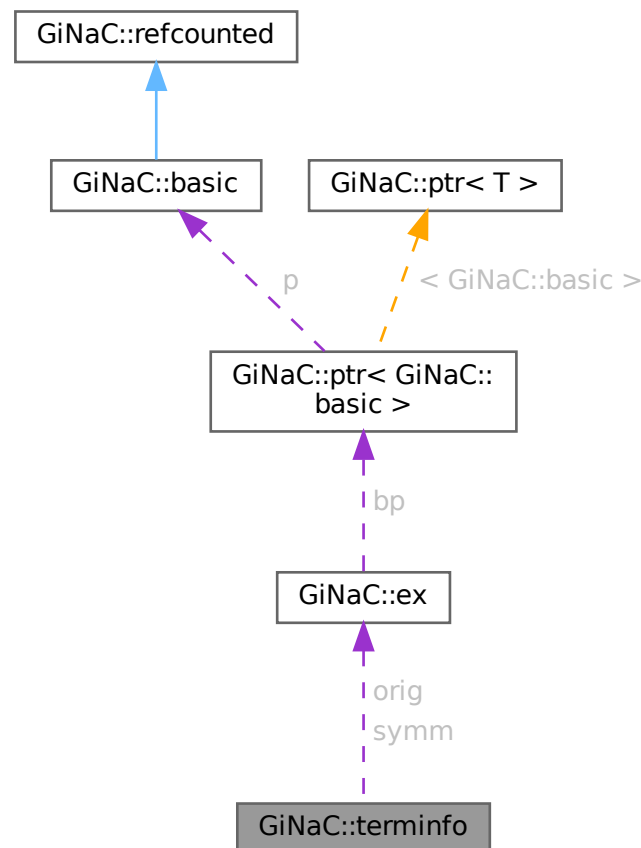 GiNaC::refcounted
GiNaC::basic
GiNaC::ptr< T >
p
< GiNaC::basic >
GiNaC::ptr< GiNaC::
basic >
bp
GiNaC::ex
orig
symm
GiNaC::terminfo